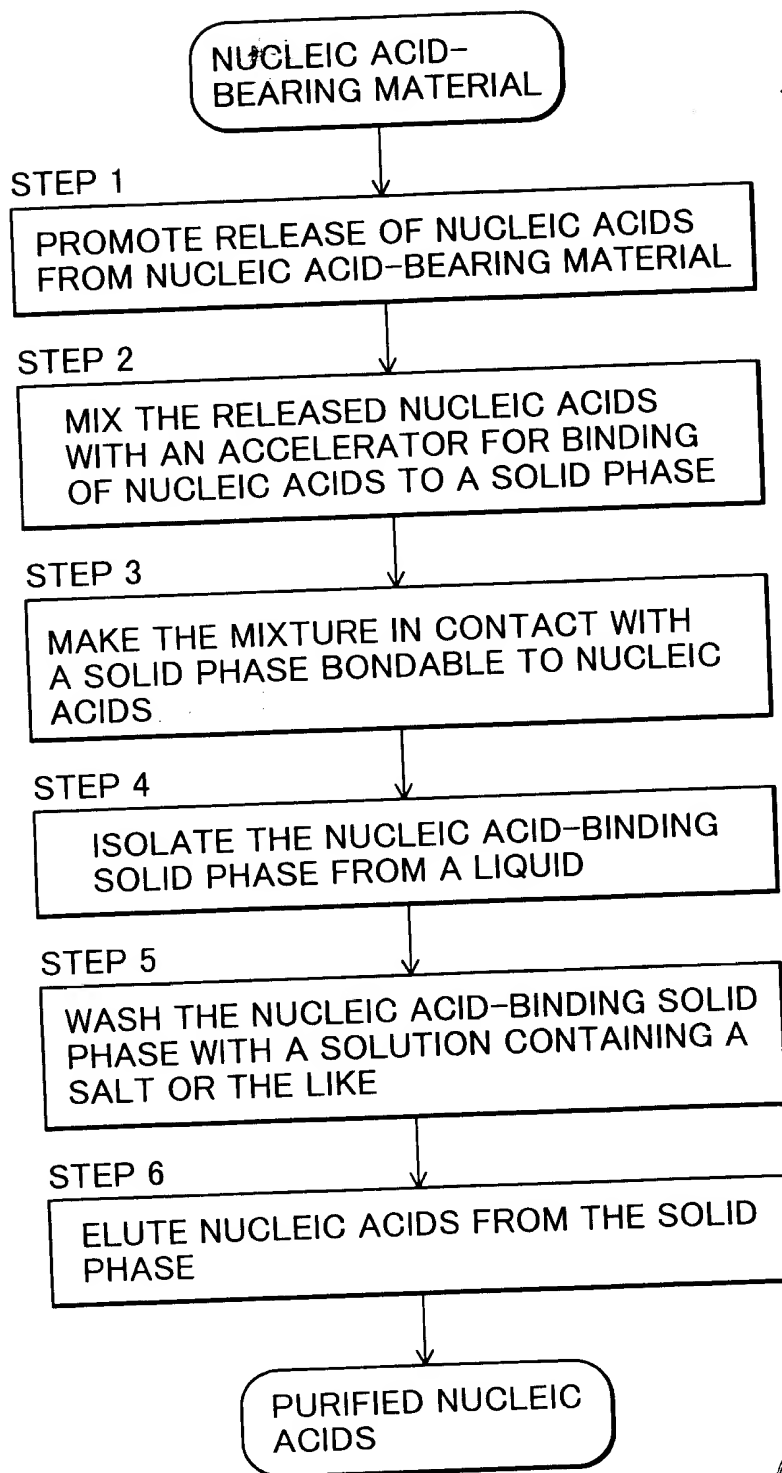 NUCLEIC ACID-
BEARING MATERIAL
STEP 1
PROMOTE RELEASE OF NUCLEIC ACIDS
FROM NUCLEIC ACID-BEARING MATERIAL
STEP 2
MIX THE RELEASED NUCLEIC ACIDS
WITH AN ACCELERATOR FOR BINDING
OF NUCLEIC ACIDS TO A SOLID PHASE
STEP 3
MAKE THE MIXTURE IN CONTACT WITH
A SOLID PHASE BONDABLE TO NUCLEIC
ACIDS
STEP 4
ISOLATE THE NUCLEIC ACID-BINDING
SOLID PHASE FROM A LIQUID
STEP 5
WASH THE NUCLEIC ACID-BINDING SOLID
PHASE WITH A SOLUTION CONTAINING A
SALT OR THE LIKE
STEP 6
ELUTE NUCLEIC ACIDS FROM THE SOLID
PHASE
PURIFIED NUCLEIC
ACIDS